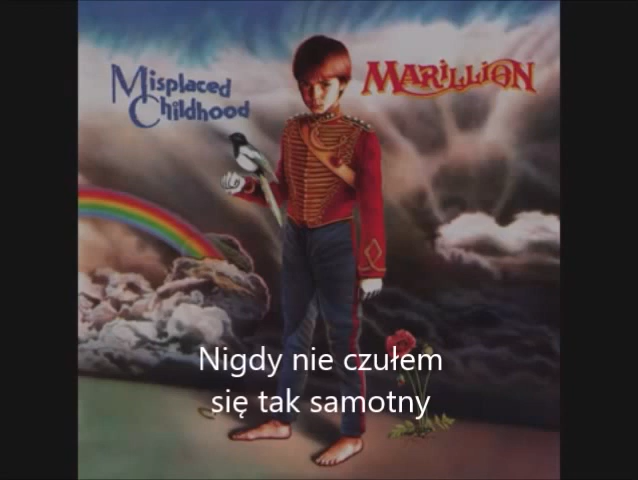 Misplaced
Childhood
MARILLION
Nigdy nie czułem
się tak samotny